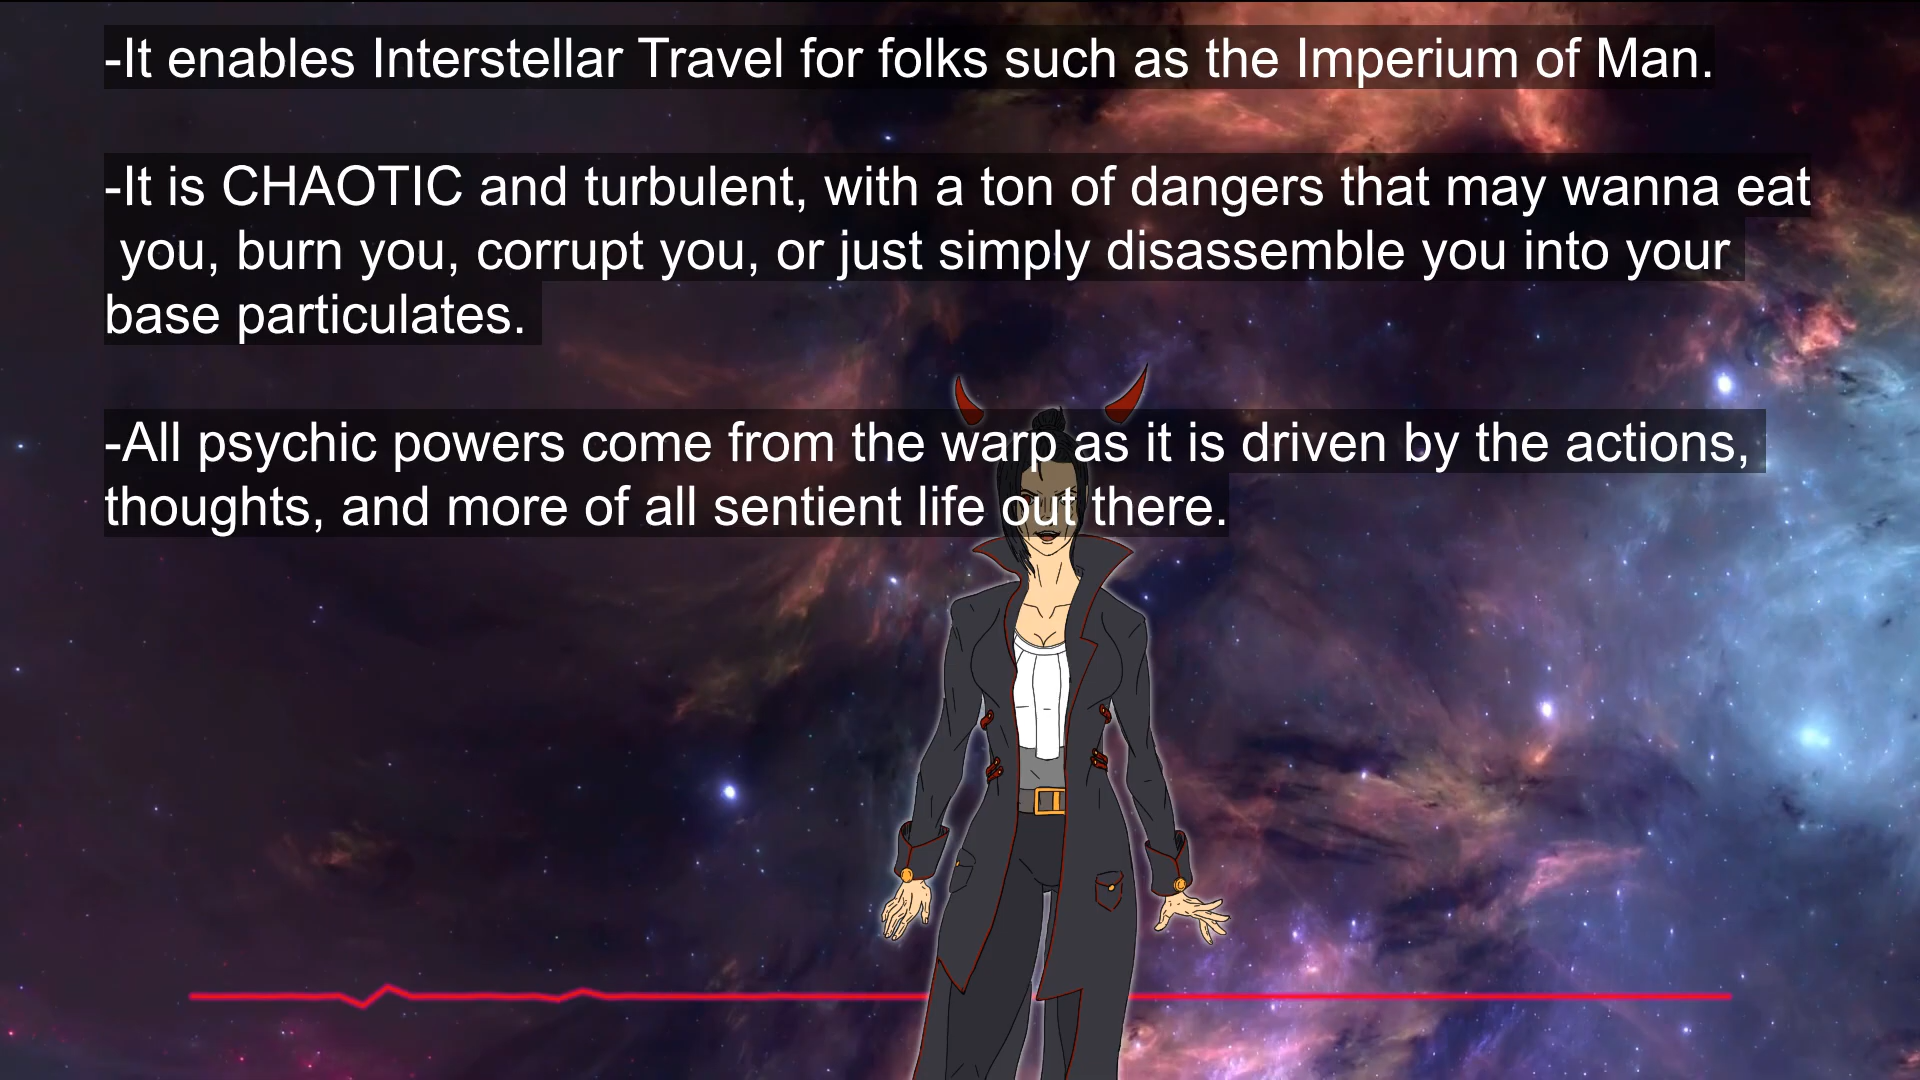 -It enables Interstellar Travel for folks such as the Imperium of Man.
-It is CHAOTIC and turbulent, with a ton of dangers that may wanna eat
you, burn you, corrupt you, or just simply disassemble you into your
base particulates.
-All psychic powers come from the warp as it is driven by the actions,
thoughts, and more of all sentient life out there.